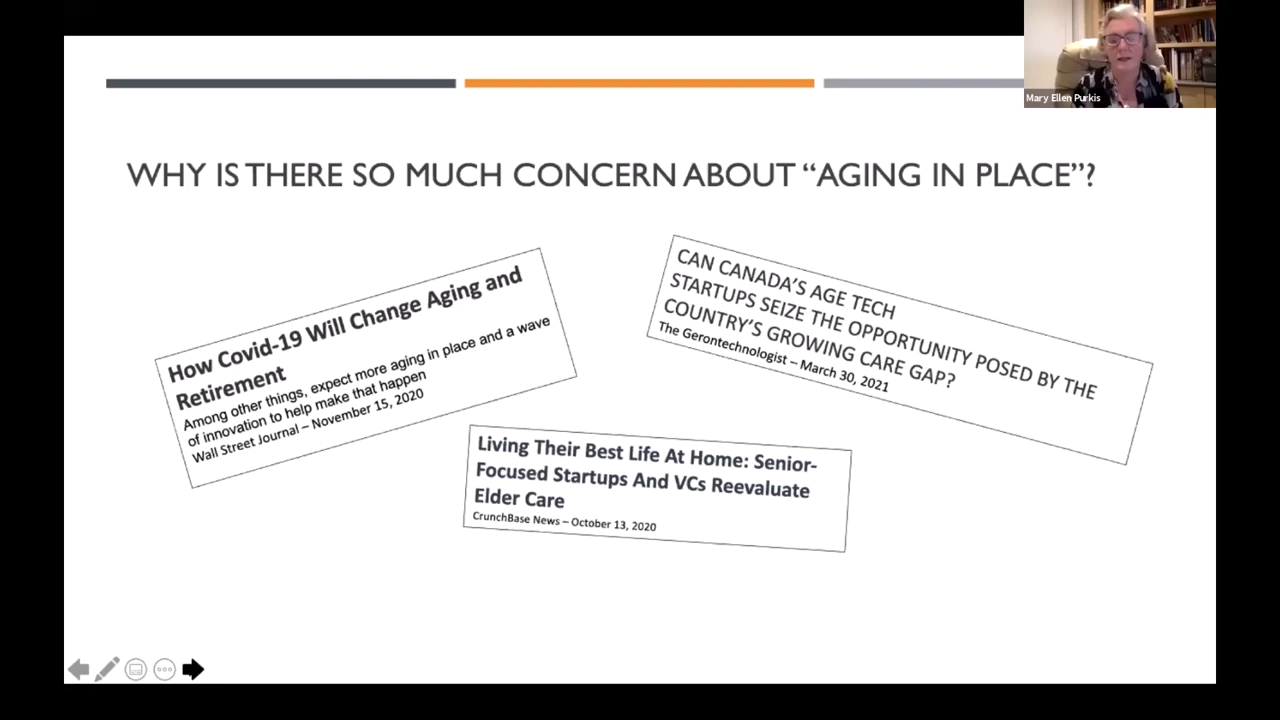 Mary Ellen Purkis
WHY IS THERE SO MUCH CONCERN ABOUT “AGING IN PLACE”?
How Covid-19 Will Change Aging and
Retirement
Among other things, expect more aging in place and a wave
of innovation to help make that happen
Wall Street Journal – November 15, 2020
CAN CANADA’S AGE TECH
STARTUPS SEIZE THE OPPORTUNITY POSED BY THE
COUNTRY’S GROWING CARE GAP?
The Gerontechnologist – March 30, 2021
Living Their Best Life At Home: Senior-
Focused Startups And VCs Reevaluate
Elder Care
CrunchBase News – October 13, 2020